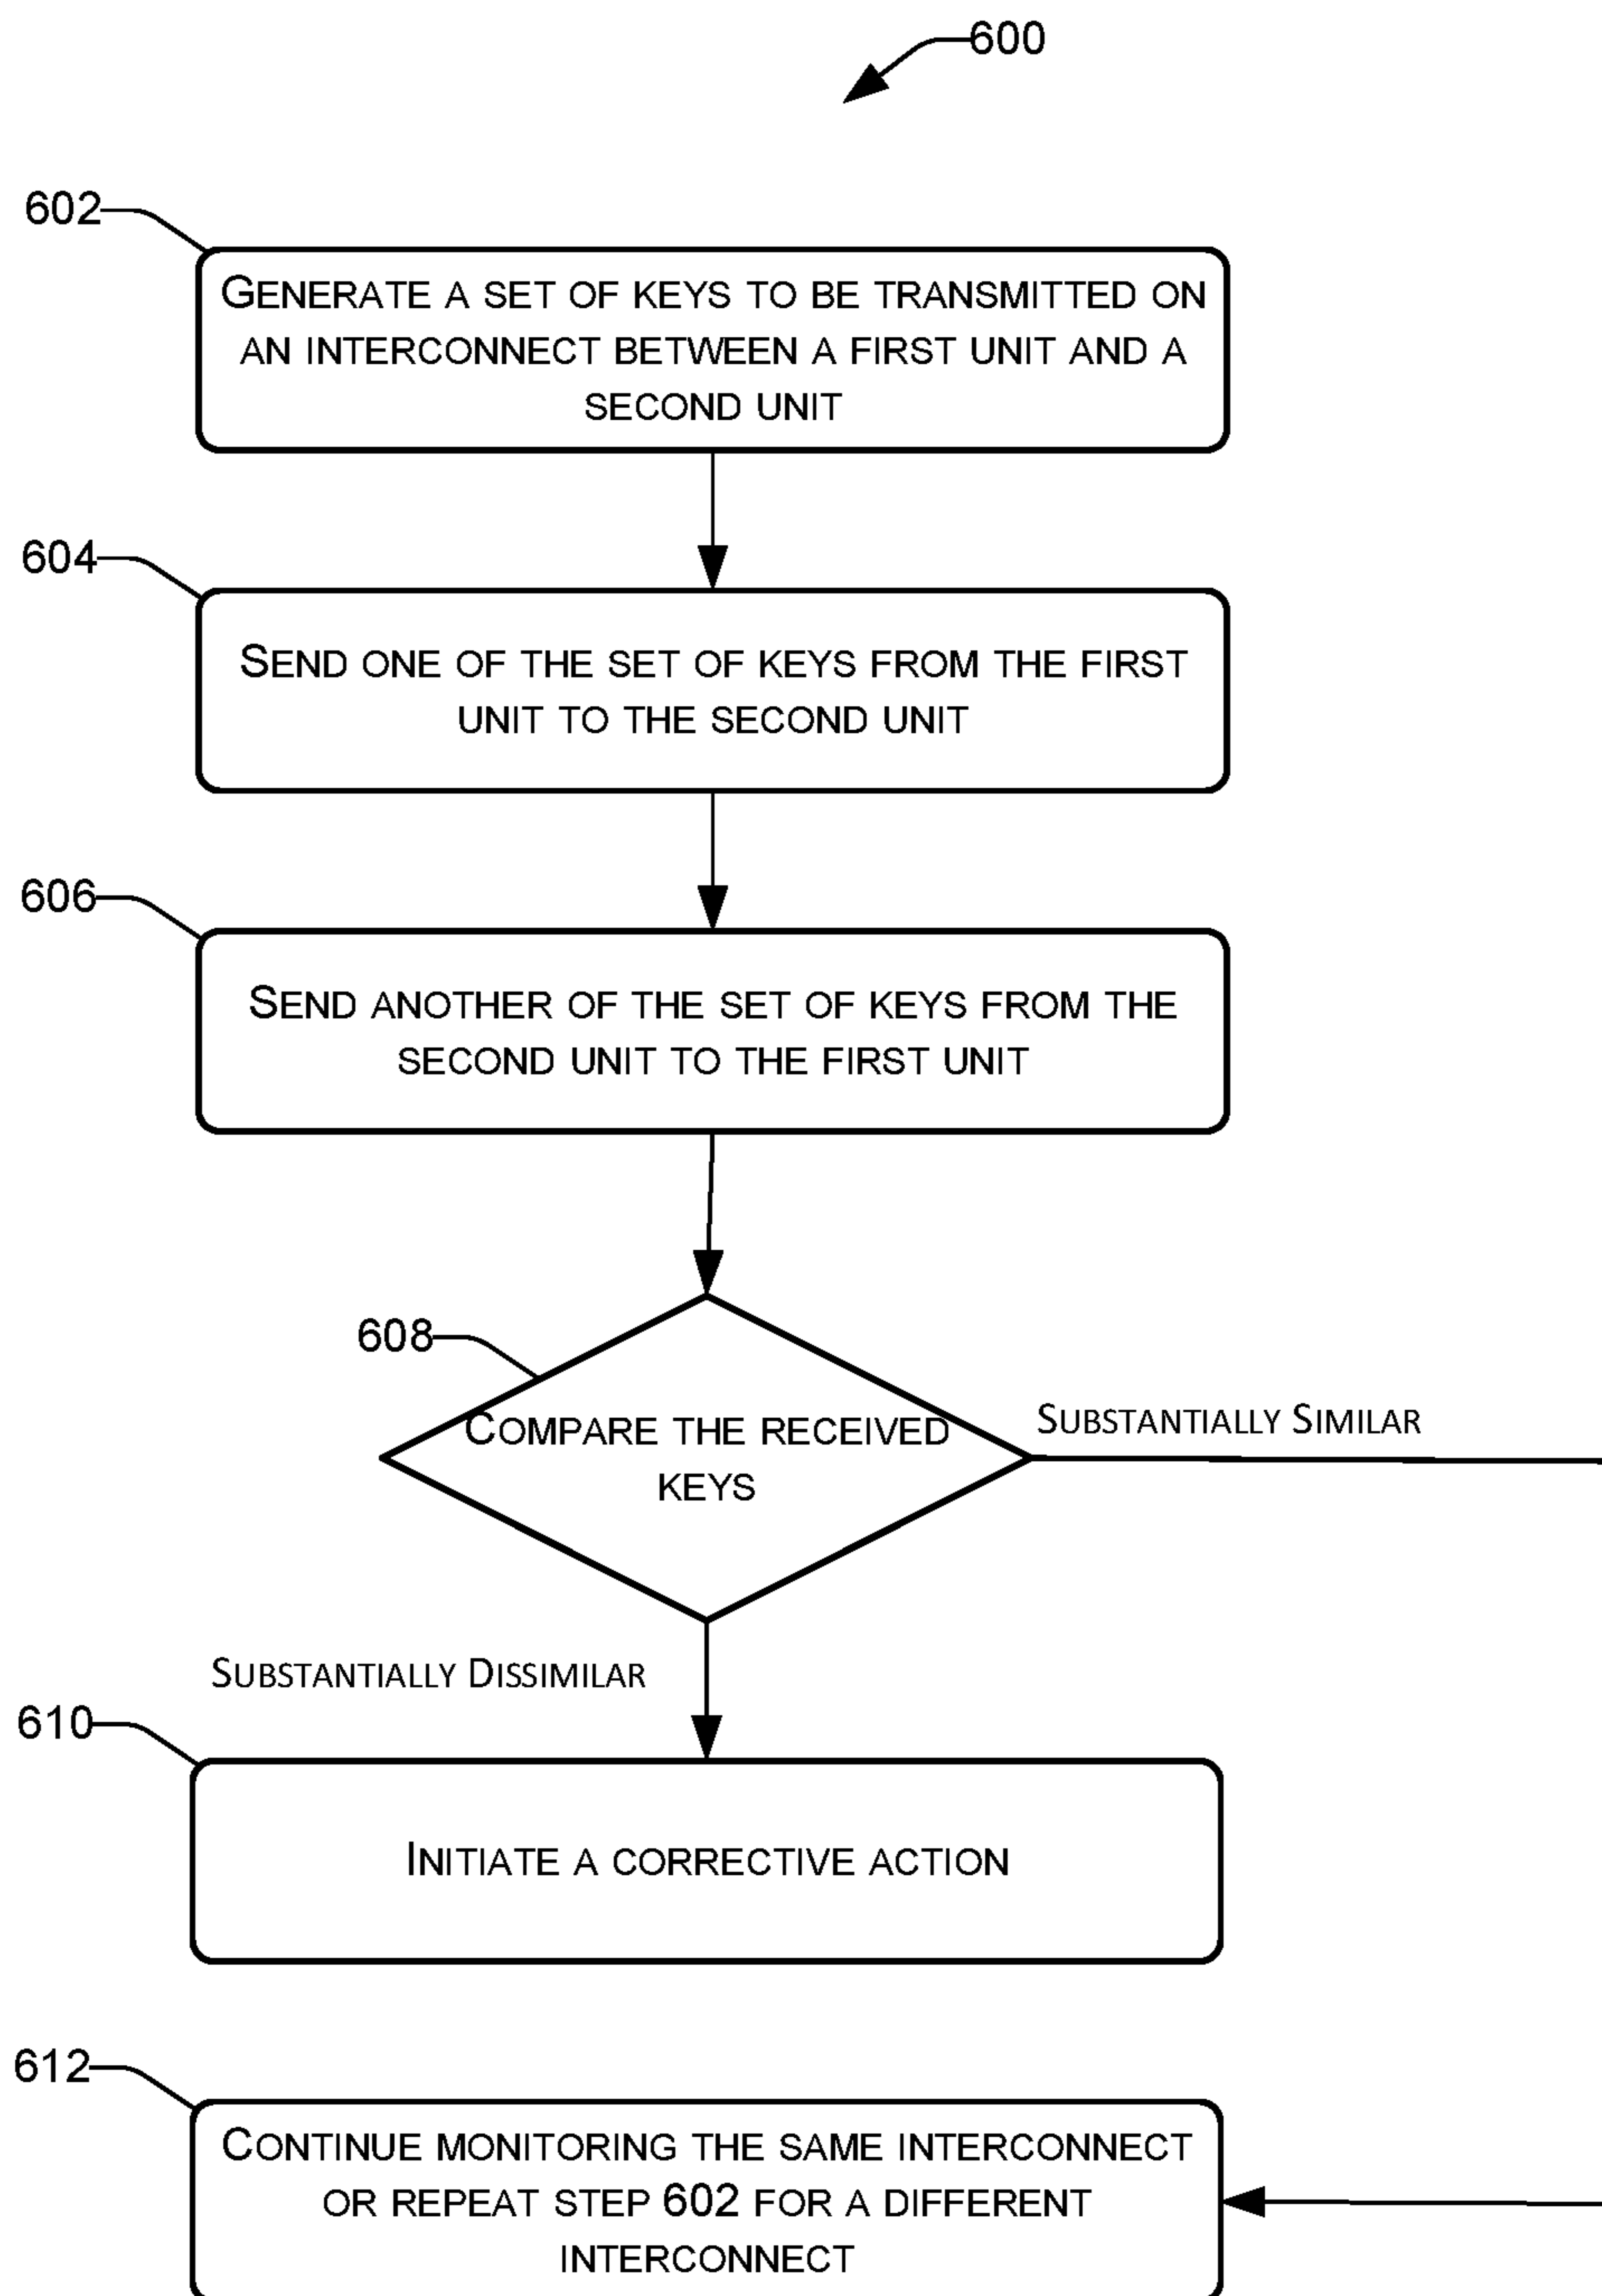 600
602
GENERATE A SET OF KEYS TO BE TRANSMITTED ON
AN INTERCONNECT BETWEEN A FIRST UNIT AND A
SECOND UNIT
604
SEND ONE OF THE SET OF KEYS FROM THE FIRST
UNIT TO THE SECOND UNIT
606
SEND ANOTHER OF THE SET OF KEYS FROM THE
SECOND UNIT TO THE FIRST UNIT
608
COMPARE THE RECEIVED
KEYS
SUBSTANTIALLY SIMILAR
SUBSTANTIALLY DISSIMILAR
610
INITIATE A CORRECTIVE ACTION
612
CONTINUE MONITORING THE SAME INTERCONNECT
OR REPEAT STEP 602 FOR A DIFFERENT
INTERCONNECT